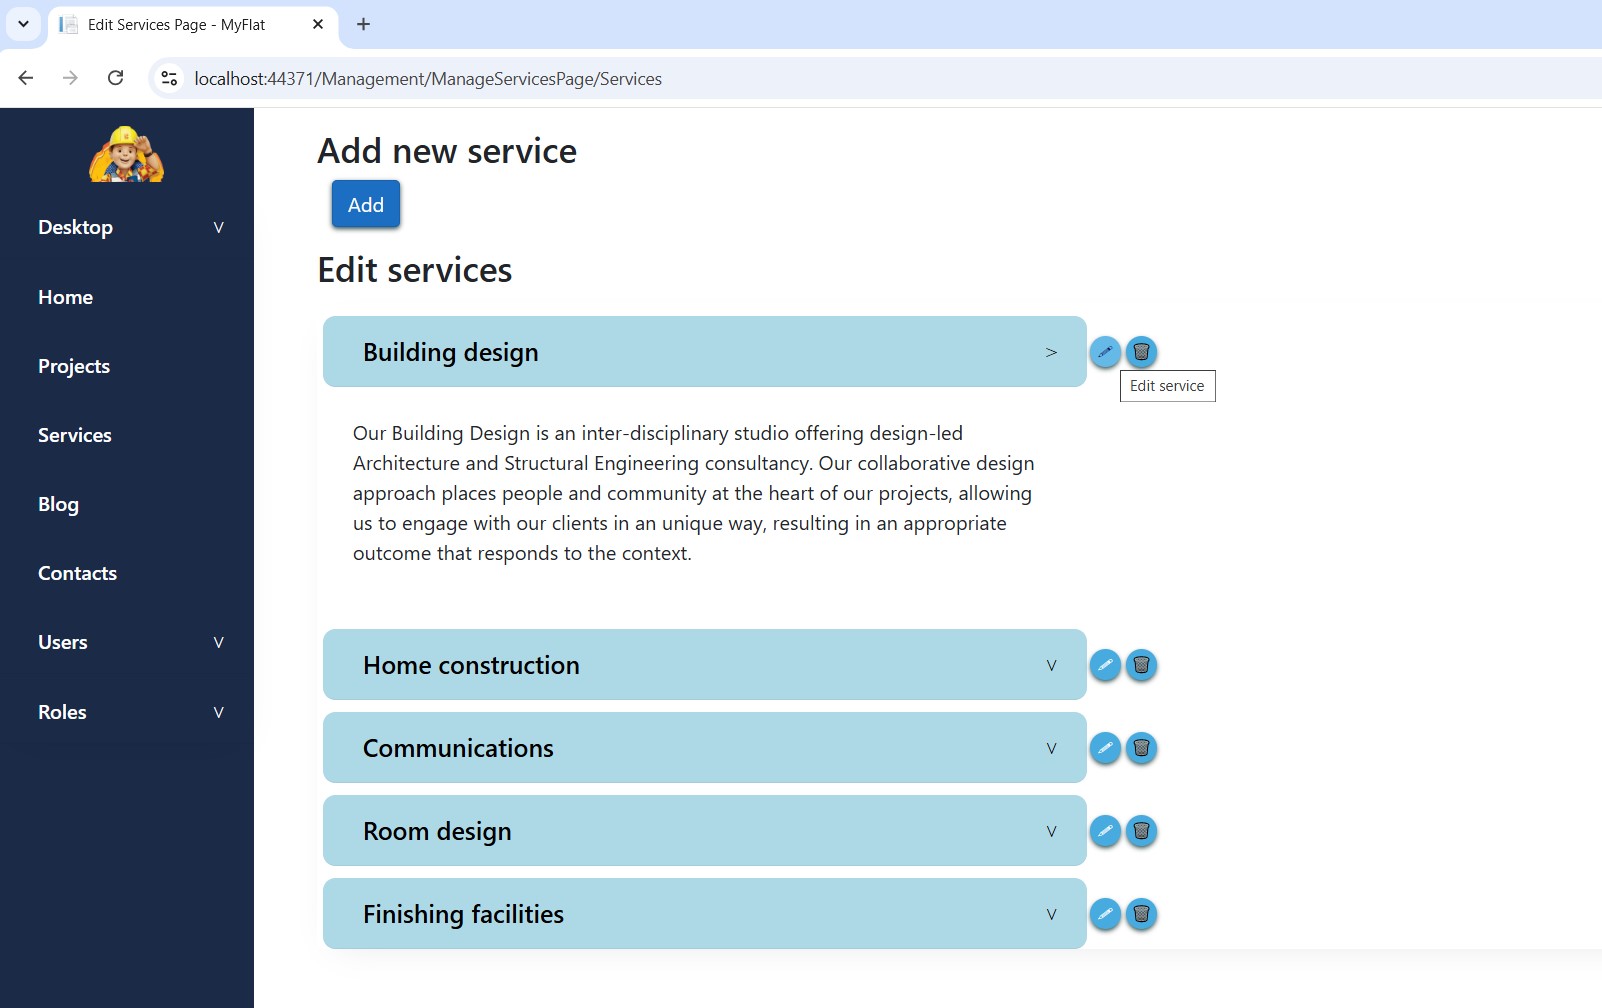 Edit Services Page - MyFlat
localhost:44371/Management/ManageServicesPage/Services
Add new service
Add
Desktop V
Home
Projects
Services
Blog
Contacts
Users V
Roles V
Edit services
Building design >
Edit service
Our Building Design is an inter-disciplinary studio offering design-led
Architecture and Structural Engineering consultancy. Our collaborative design
approach places people and community at the heart of our projects, allowing
us to engage with our clients in an unique way, resulting in an appropriate
outcome that responds to the context.
Home construction V
Communications V
Room design V
Finishing facilities V